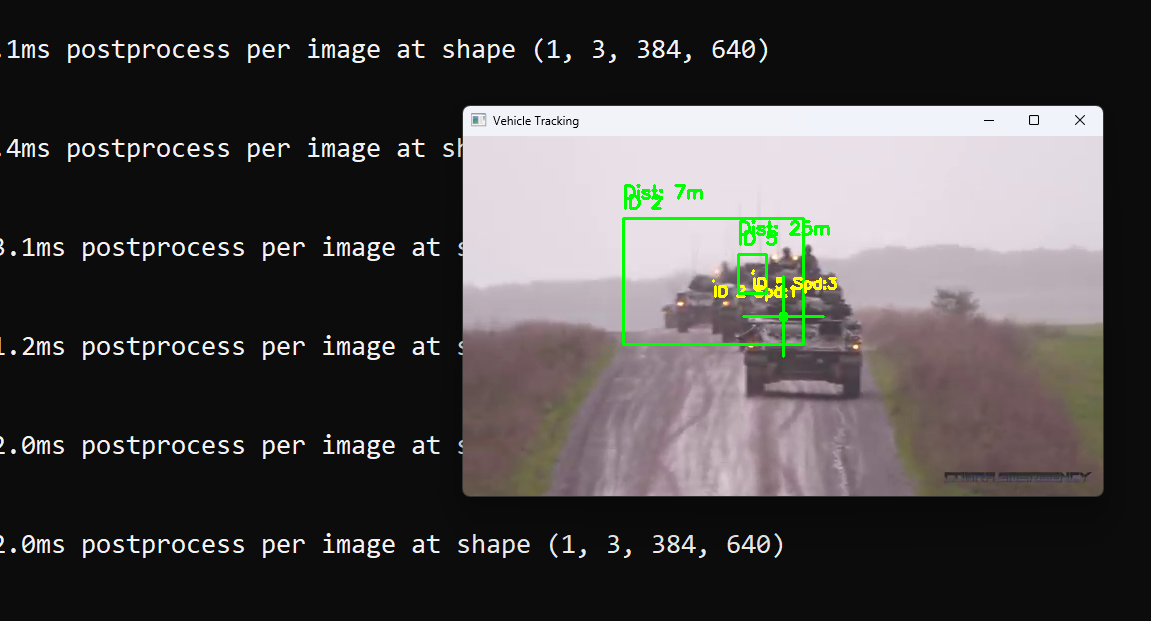 .1ms postprocess per image at shape (1, 3, 384, 640)
.4ms postprocess per image at sh
3.1ms postprocess per image at s
1.2ms postprocess per image at s
2.0ms postprocess per image at s
2.0ms postprocess per image at shape (1, 3, 384, 640)
Vehicle Tracking
Dist: 7m
ID 2
Dist: 25m
ID 5
ID Spd:3
ID 2 Spd:1